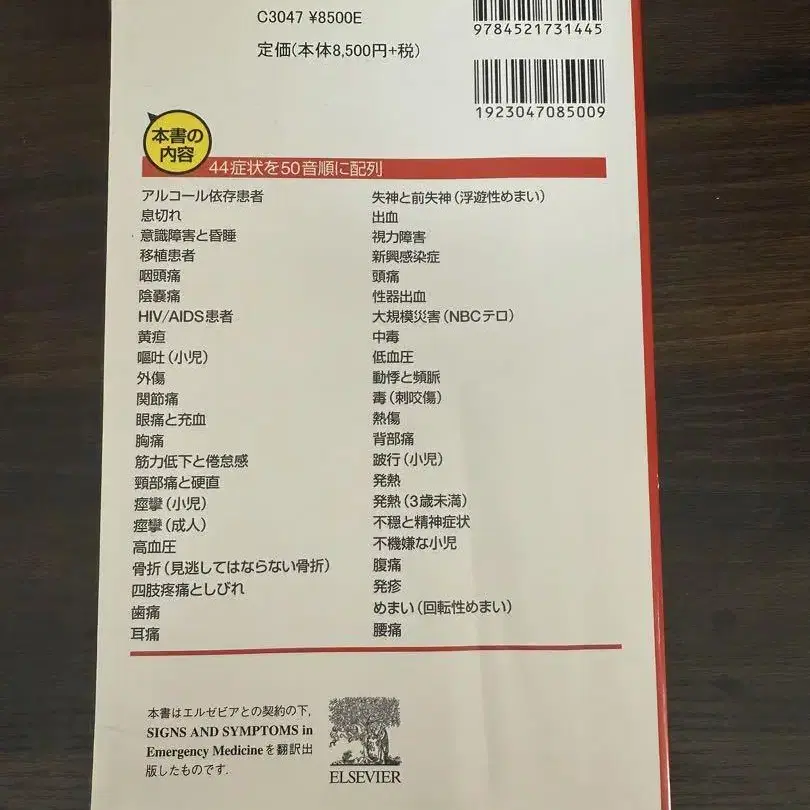 C3047 ¥8500E
定価(本体8,500円+税)
9784521731445
1923047085009
本書の
内容
44症状を50音順に配列
アルコール依存患者
息切れ
意識障害と昏睡
移植患者
咽頭痛
陰嚢痛
HIV/AIDS患者
黄疸
嘔吐(小児)
外傷
関節痛
眼痛と充血
胸痛
筋力低下と倦怠感
頸部痛と硬直
痙攣(小児)
痙攣(成人)
高血圧
骨折(見逃してはならない骨折)
四肢疼痛としびれ
歯痛
耳痛
失神と前失神(浮遊性めまい)
出血
視力障害
新興感染症
頭痛
性器出血
大規模災害(NBCテロ)
中毒
低血圧
動悸と頻脈
毒(刺咬傷)
熱傷
背部痛
跛行(小児)
発熱
発熱(3歳未満)
不穏と精神症状
不機嫌な小児
腹痛
発疹
めまい(回転性めまい)
腰痛
本書はエルゼビアとの契約の下,
SIGNS AND SYMPTOMS in
Emergency Medicineを翻訳出
版したものです.
ELSEVIER